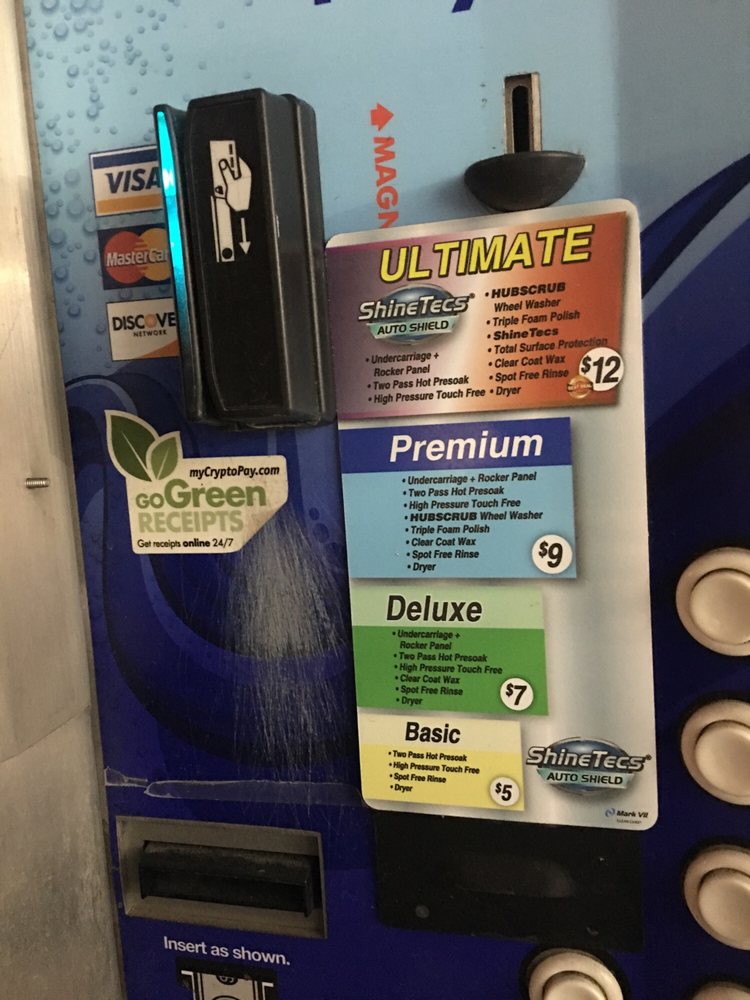 VISA
MasterCar
DISCOVE
NETWORK
MAGN
myCryptoPay.com
GO Green
RECEIPTS
Get receipts online 24/7
ULTIMATE
ShineTecs®
AUTO SHIELD
• Undercarriage +
Rocker Panel
• Two Pass Hot Presoak
• High Pressure Touch Free
• HUBSCRUB
Wheel Washer
• Triple Foam Polish
• ShineTecs
• Total Surface Protection
• Clear Coat Wax
• Spot Free Rinse
• Dryer
$12
Premium
• Undercarriage + Rocker Panel
• Two Pass Hot Presoak
• High Pressure Touch Free
• HUBSCRUB Wheel Washer
• Triple Foam Polish
• Clear Coat Wax
• Spot Free Rinse
• Dryer
$9
Deluxe
• Undercarriage +
Rocker Panel
• Two Pass Hot Presoak
• High Pressure Touch Free
• Clear Coat Wax
• Spot Free Rinse
• Dryer
$7
Basic
• Two Pass Hot Presoak
• High Pressure Touch Free
• Spot Free Rinse
• Dryer
$5
ShineTecs®
AUTO SHIELD
Mark VII
Insert as shown.